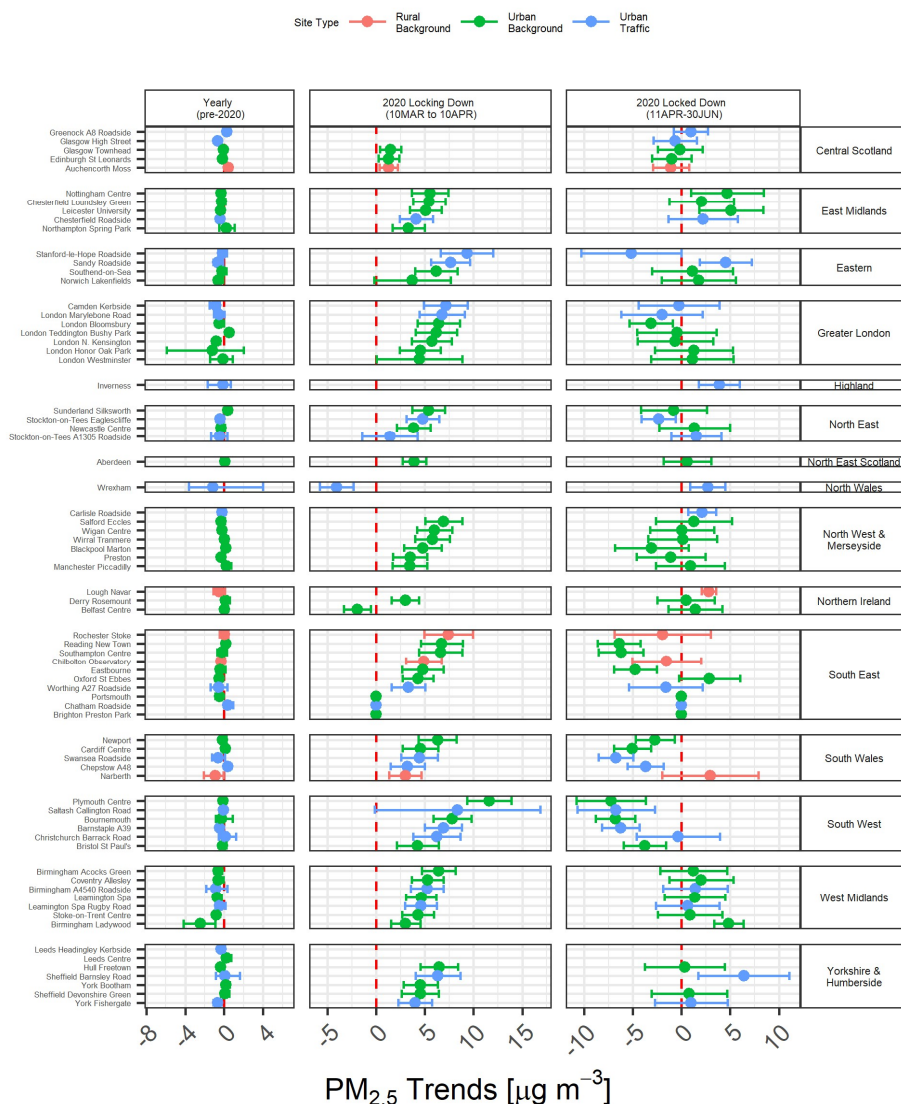 Site Type Rural Background Urban Background Urban Traffic
Yearly (pre-2020)
2020 Locking Down (10MAR to 10APR)
2020 Locked Down (11APR-30JUN)
Greenock A8 Roadside
Glasgow High Street
Glasgow Townhead
Edinburgh St Leonards
Auchencorth Moss
Central Scotland
Nottingham Centre
Chesterfield Loundsley Green
Leicester University
Chesterfield Roadside
Northampton Spring Park
East Midlands
Stanford-le-Hope Roadside
Sandy Roadside
Southend-on-Sea
Norwich Lakenfields
Eastern
Camden Kerbside
London Marylebone Road
London Bloomsbury
London Teddington Bushy Park
London N. Kensington
London Honor Oak Park
London Westminster
Greater London
Inverness
Highland
Sunderland Silksworth
Stockton-on-Tees Eaglescliffe
Newcastle Centre
Stockton-on-Tees A1305 Roadside
North East
Aberdeen
North East Scotland
Wrexham
North Wales
Carlisle Roadside
Salford Eccles
Wigan Centre
Wirral Tranmere
Blackpool Marton
Preston
Manchester Piccadilly
North West &
Merseyside
Lough Navar
Derry Rosemount
Belfast Centre
Northern Ireland
Rochester Stoke
Reading New Town
Southampton Centre
Chilbolton Observatory
Eastbourne
Oxford St Ebbes
Worthing A27 Roadside
Portsmouth
Chatham Roadside
Brighton Preston Park
South East
Newport
Cardiff Centre
Swansea Roadside
Chepstow A48
Narberth
South Wales
Plymouth Centre
Saltash Callington Road
Bournemouth
Barnstaple A39
Christchurch Barrack Road
Bristol St Paul's
South West
Birmingham Acocks Green
Coventry Allesley
Birmingham A4540 Roadside
Leamington Spa
Leamington Spa Rugby Road
Stoke-on-Trent Centre
Birmingham Ladywood
West Midlands
Leeds Headingley Kerbside
Leeds Centre
Hull Freetown
Sheffield Barnsley Road
York Bootham
Sheffield Devonshire Green
York Fishergate
Yorkshire &
Humberside
-8 -4 0 4
-5 0 5 10 15
-10 -5 0 5 10
PM2.5 Trends [μg m−3]